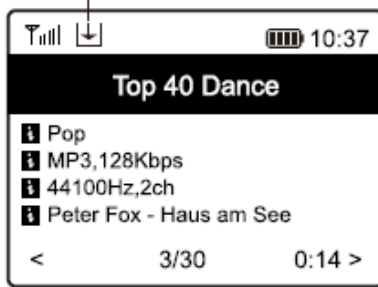 10:37
Top 40 Dance
i Pop
i MP3,128Kbps
i 44100Hz,2ch
i Peter Fox - Haus am See
< 3/30 0:14 >